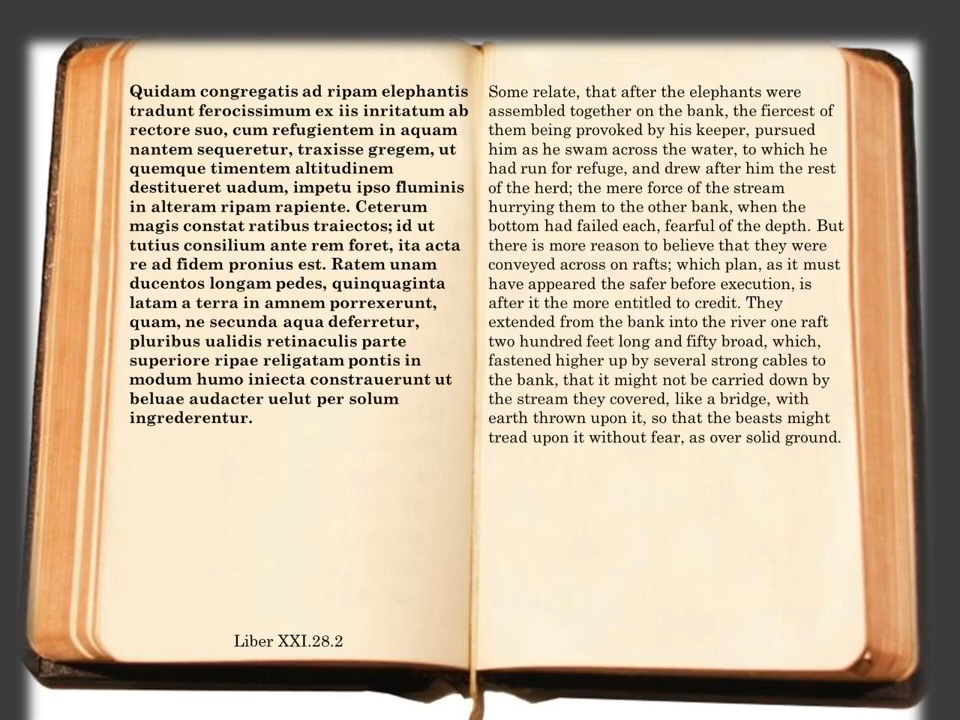 Quidam congregatis ad ripam elephantis
tradunt ferocissimum ex iis inritatum ab
rectore suo, cum refugientem in aquam
nantem sequeretur, traxisse gregem, ut
quemque timentem altitudinem
destitueret uadum, impetu ipso fluminis
in alteram ripam rapiente. Ceterum
magis constat ratibus traiectos; id ut
tutius consilium ante rem foret, ita acta
re ad fidem pronius est. Ratem unam
ducentos longam pedes, quinquaginta
latam a terra in amnem porrexerunt,
quam, ne secunda aqua deferretur,
pluribus ualidis retinaculis parte
superiore ripae religatam pontis in
modum humo iniecta constrauerunt ut
beluae audacter uelut per solum
ingrederentur.
Liber XXI.28.2
Some relate, that after the elephants were
assembled together on the bank, the fiercest of
them being provoked by his keeper, pursued
him as he swam across the water, to which he
had run for refuge, and drew after him the rest
of the herd; the mere force of the stream
hurrying them to the other bank, when the
bottom had failed each, fearful of the depth. But
there is more reason to believe that they were
conveyed across on rafts; which plan, as it must
have appeared the safer before execution, is
after it the more entitled to credit. They
extended from the bank into the river one raft
two hundred feet long and fifty broad, which,
fastened higher up by several strong cables to
the bank, that it might not be carried down by
the stream they covered, like a bridge, with
earth thrown upon it, so that the beasts might
tread upon it without fear, as over solid ground.